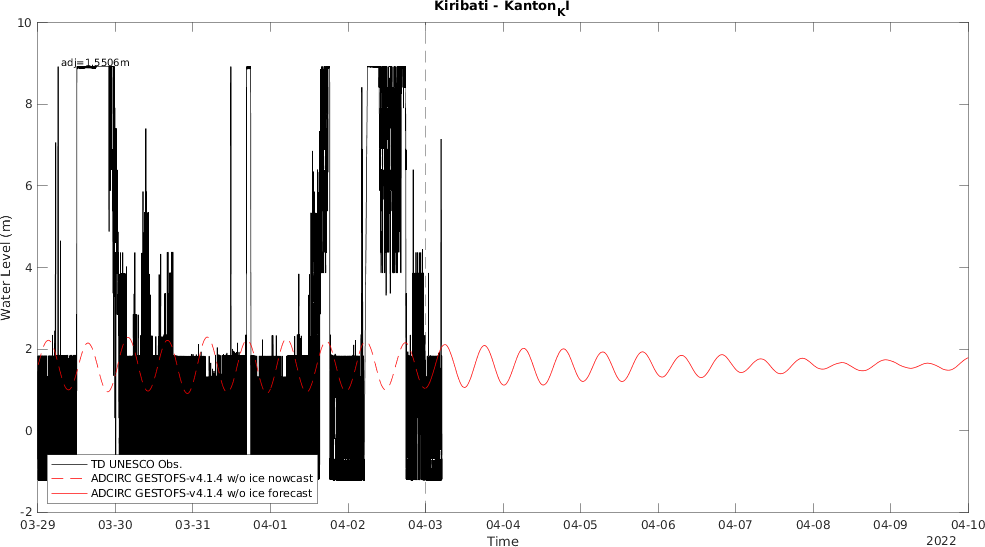 Kiribati - Kanton_KI
10
adj=1.5506m
8
6
4
2
0
-2
Water Level (m)
TD UNESCO Obs.
ADCIRC GESTOFS-v4.1.4 w/o ice nowcast
ADCIRC GESTOFS-v4.1.4 w/o ice forecast
03-29 03-30 03-31 04-01 04-02 04-03 04-04 04-05 04-06 04-07 04-08 04-09 04-10
Time
2022